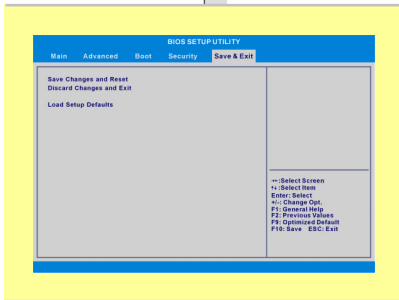 BIOS SETUP UTILITY
Main Advanced Boot Security Save & Exit
Save Changes and Reset
Discard Changes and Exit
Load Setup Defaults
→←:Select Screen
↑↓:Select Item
Enter: Select
+/-: Change Opt.
F1: General Help
F2: Previous Values
F9: Optimized Default
F10: Save ESC: Exit